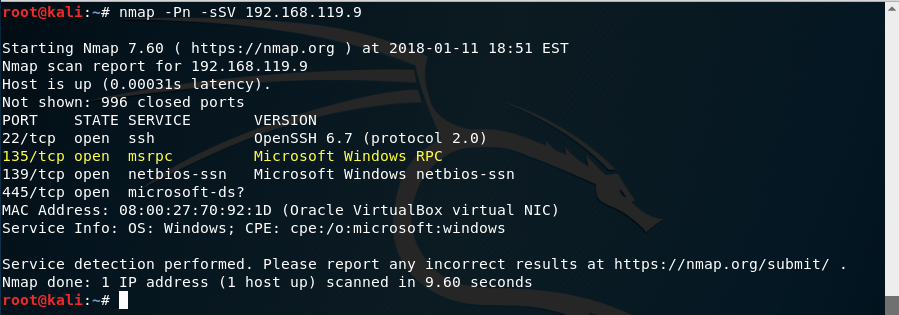 root@kali:~# nmap -Pn -sSV 192.168.119.9
Starting Nmap 7.60 ( https://nmap.org ) at 2018-01-11 18:51 EST
Nmap scan report for 192.168.119.9
Host is up (0.00031s latency).
Not shown: 996 closed ports
PORT    STATE SERVICE       VERSION
22/tcp  open  ssh           OpenSSH 6.7 (protocol 2.0)
135/tcp open  msrpc         Microsoft Windows RPC
139/tcp open  netbios-ssn   Microsoft Windows netbios-ssn
445/tcp open  microsoft-ds?
MAC Address: 08:00:27:70:92:1D (Oracle VirtualBox virtual NIC)
Service Info: OS: Windows; CPE: cpe:/o:microsoft:windows
Service detection performed. Please report any incorrect results at https://nmap.org/submit/ .
Nmap done: 1 IP address (1 host up) scanned in 9.60 seconds
root@kali:~#